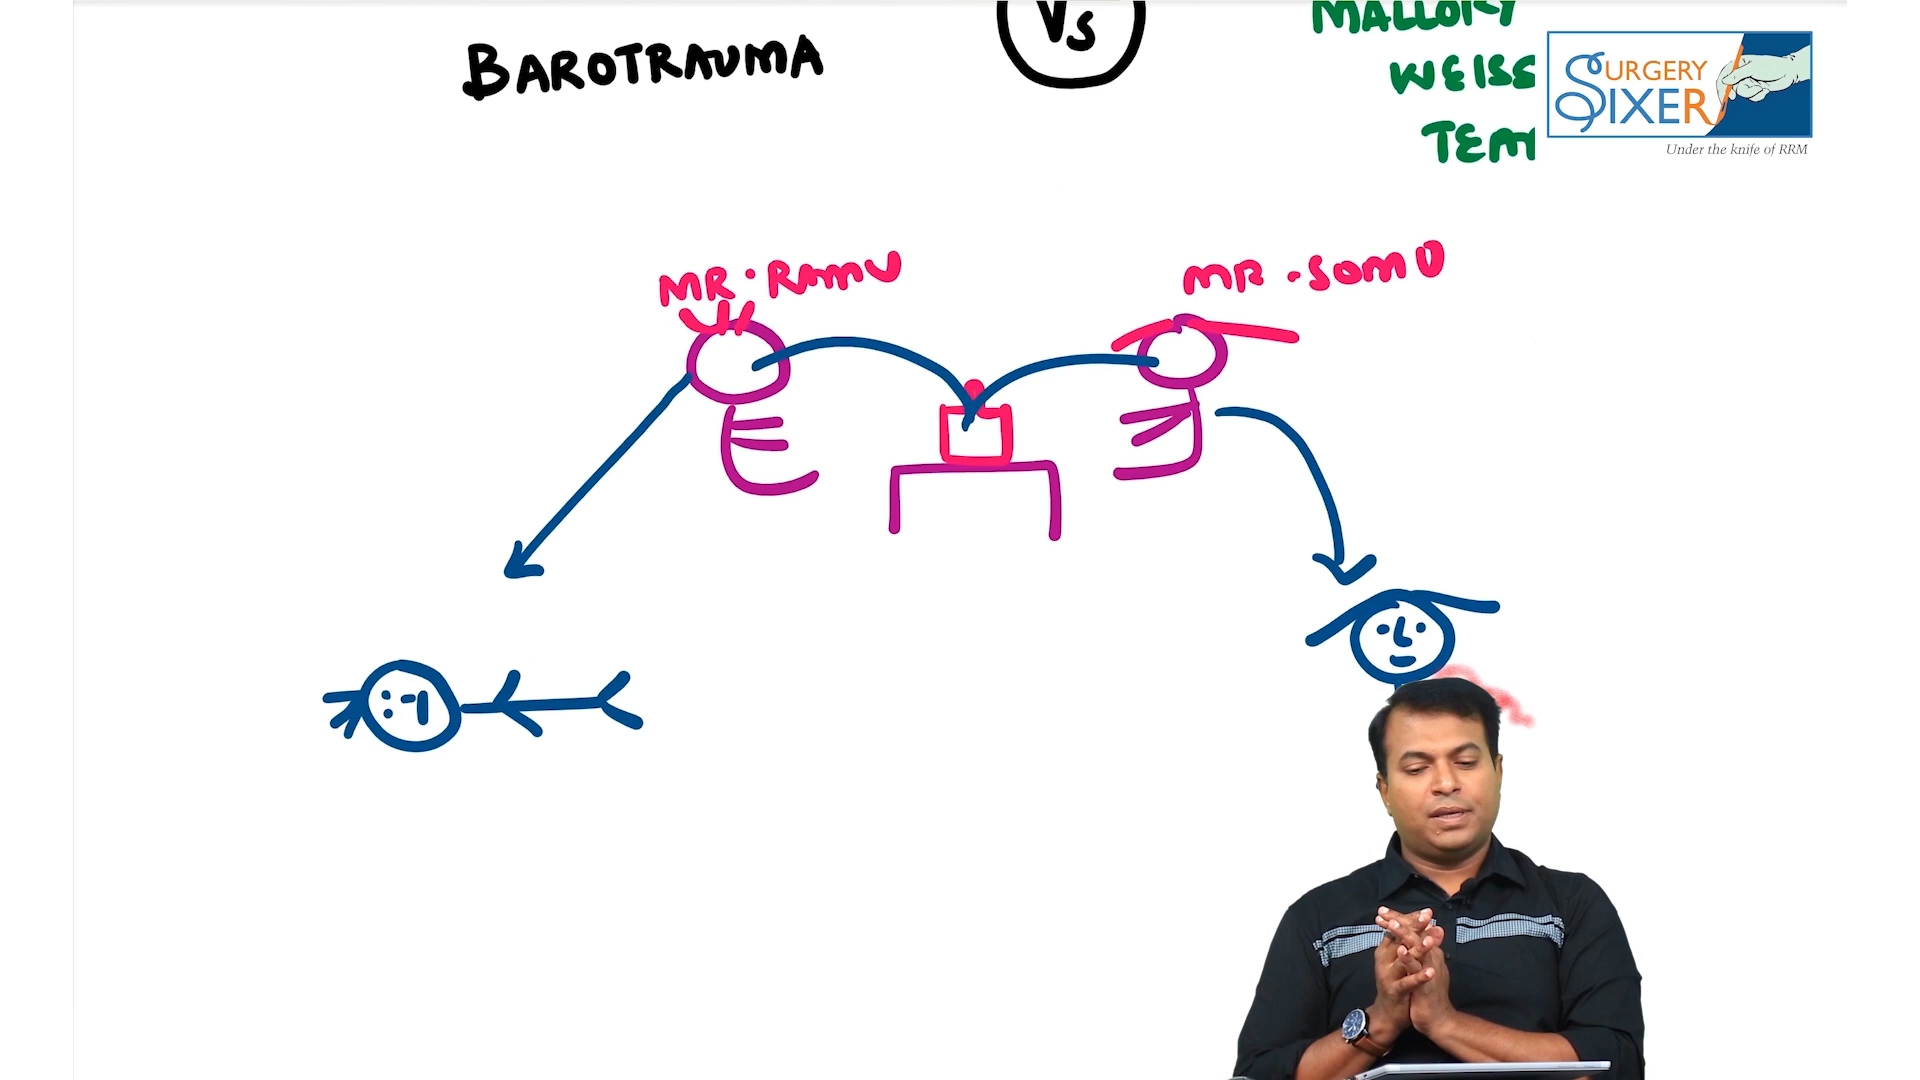 BAROTRAUMA
Vs
MALLORY
WEISS
TEAR
SURGERY
SIXER
Under the knife of RRM
MR. RAMU
MR. SOMU